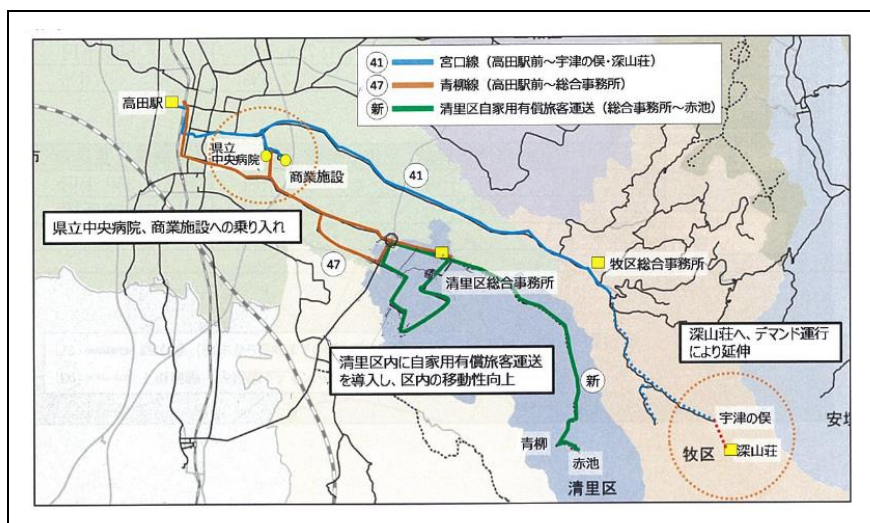 41 宮口線（高田駅前～宇津の俣・深山荘）
47 青柳線（高田駅前～総合事務所）
新 清里区自家用有償旅客運送（総合事務所～赤池）
高田駅
県立
中央病院
商業施設
41
県立中央病院、商業施設への乗り入れ
47
清里区総合事務所
牧区総合事務所
深山荘へ、デマンド運行
により延伸
清里区内に自家用有償旅客運送
を導入し、区内の移動性向上
新
宇津の俣
青柳
赤池
牧区
深山荘
清里区